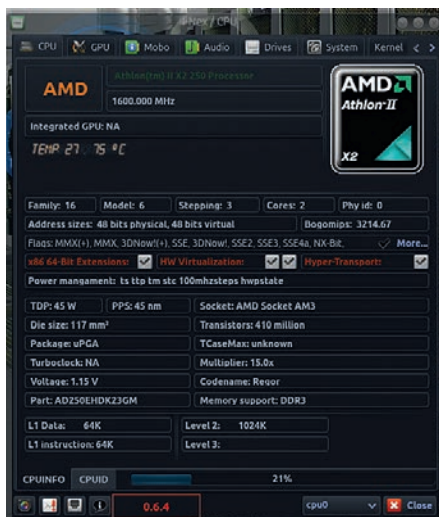 i-Nex / CPU
CPU GPU Mobo Audio Drives System Kernel < >
AMD
Athlon(tm) II X2 250 Processor
1600.000 MHz
Integrated GPU: NA
TEMP 27 : 75 °C
AMD
Athlon II
X2
Family: 16 Model: 6 Stepping: 3 Cores: 2 Phy id: 0
Address sizes: 48 bits physical, 48 bits virtual Bogomips: 3214.67
Flags: MMX(+), MMX, 3DNow!(+), SSE, 3DNow!, SSE2, SSE3, SSE4a, NX-Bit, More...
x86 64-Bit Extensions: HW Virtualization: Hyper-Transport:
Power mangament: ts ttp tm stc 100mhzsteps hwpstate
TDP: 45 W PPS: 45 nm Socket: AMD Socket AM3
Die size: 117 mm² Transistors: 410 million
Package: uPGA TCaseMax: unknown
Turboclock: NA Multiplier: 15.0x
Voltage: 1.15 V Codename: Regor
Part: AD250EHDK23GM Memory support: DDR3
L1 Data: 64K Level 2: 1024K
L1 instruction: 64K Level 3:
CPUINFO CPUID 21%
0.6.4 cpu0 Close